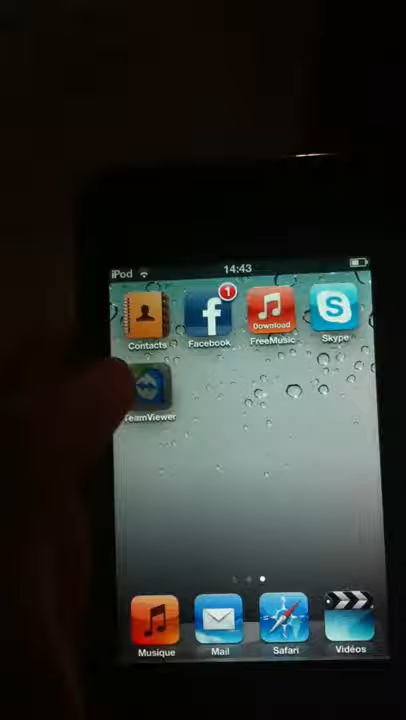 iPod 14:43
1
Contacts Facebook FreeMusic Skype
Download
TeamViewer
Musique Mail Safari Vidéos